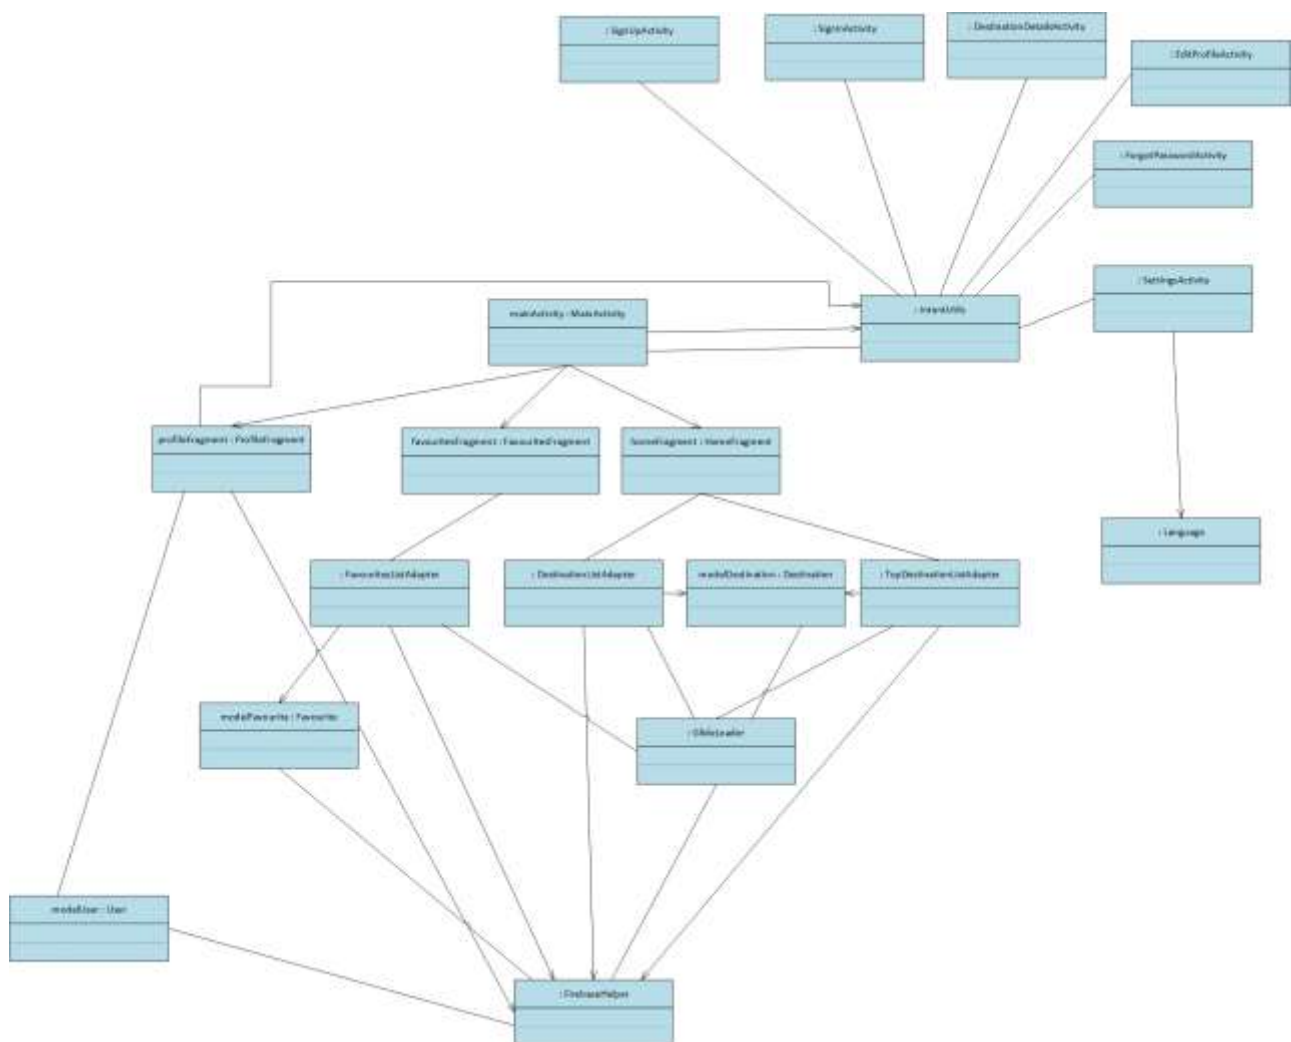 : SignUpActivity
: SignInActivity
: DestinationDetailsActivity
: EditProfileActivity
: ForgotPasswordActivity
: SettingsActivity
: IntentUtility
mainActivity : MainActivity
profileFragment : ProfileFragment
favouritesFragment : FavouritesFragment
homeFragment : HomeFragment
: Language
: FavouritesListAdapter
: DestinationListAdapter
modelDestination : Destination
: TopDestinationListAdapter
modelFavourite : Favourite
: GlideLoader
modelUser : User
: FirebaseHelper